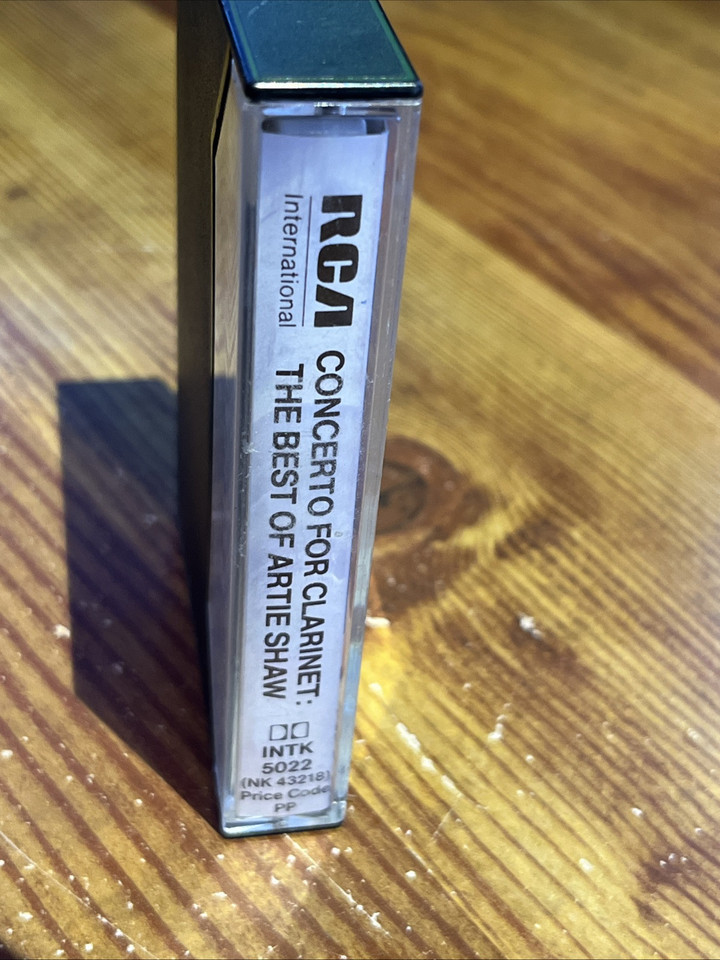 RCA
International
CONCERTO FOR CLARINET:
THE BEST OF ARTIE SHAW
INTK
5022
(NK 43218)
Price Code
PP